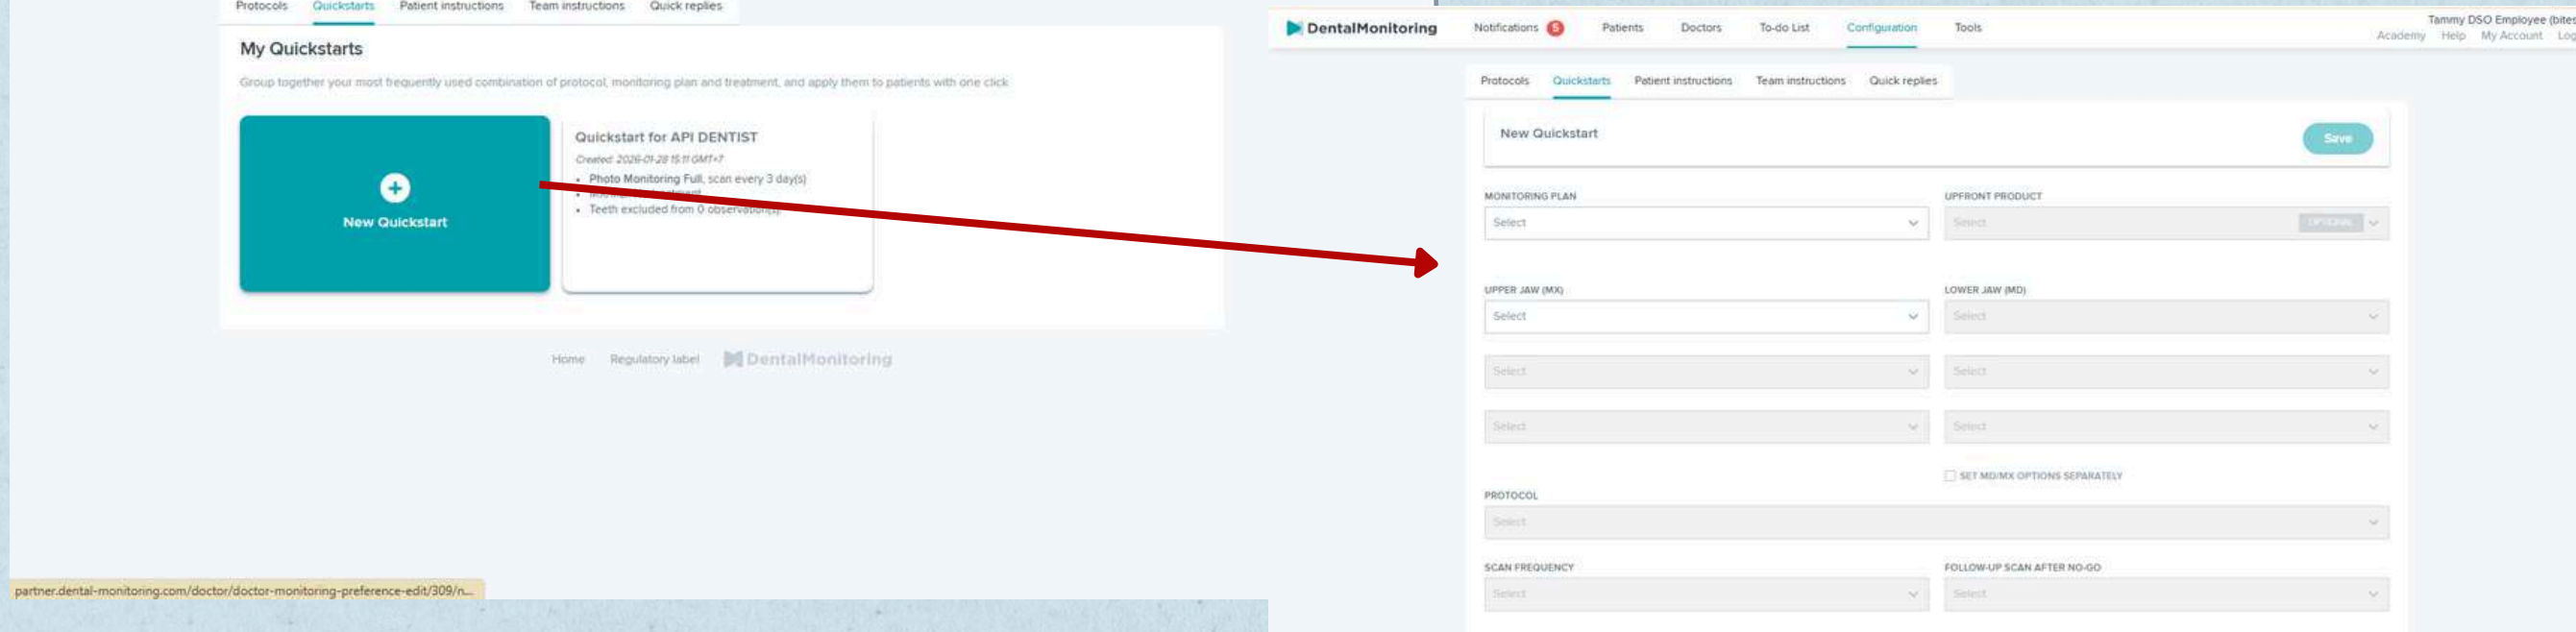 Protocols Quickstarts Patient instructions Team instructions Quick replies
My Quickstarts
Group together your most frequently used combination of protocol, monitoring plan and treatment, and apply them to patients with one click
New Quickstart
Quickstart for API DENTIST
Created: 2026-01-28 15:11 GMT+7
Photo Monitoring Full, scan every 3 day(s)
Teeth excluded from 0 observation(s)
Home Regulatory label DentalMonitoring
partner.dental-monitoring.com/doctor/doctor-monitoring-preference-edit/309/n...
DentalMonitoring Notifications 5 Patients Doctors To-do List Configuration Tools
Tammy DSO Employee (bites
Academy Help My Account Log
Protocols Quickstarts Patient instructions Team instructions Quick replies
New Quickstart
Save
MONITORING PLAN
Select
UPFRONT PRODUCT
Select OPTIONAL
UPPER JAW (MX)
Select
LOWER JAW (MD)
Select
Select
Select
Select
Select
SET MD/MX OPTIONS SEPARATELY
PROTOCOL
Select
SCAN FREQUENCY
Select
FOLLOW-UP SCAN AFTER NO-GO
Select